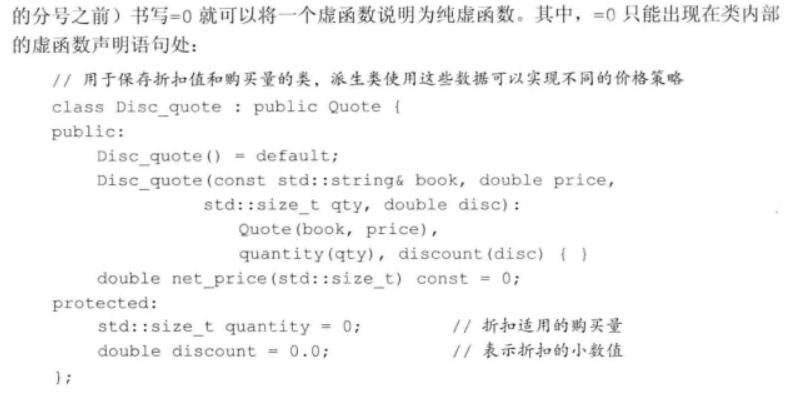 的分号之前）书写=0 就可以将一个虚函数说明为纯虚函数。其中，=0 只能出现在类内部
的虚函数声明语句处：
// 用于保存折扣值和购买量的类，派生类使用这些数据可以实现不同的价格策略
class Disc_quote : public Quote {
public:
    Disc_quote() = default;
    Disc_quote(const std::string& book, double price,
              std::size_t qty, double disc):
                 Quote(book, price),
                 quantity(qty), discount(disc) { }
    double net_price(std::size_t) const = 0;
protected:
    std::size_t quantity = 0;        // 折扣适用的购买量
    double discount = 0.0;           // 表示折扣的小数值
};